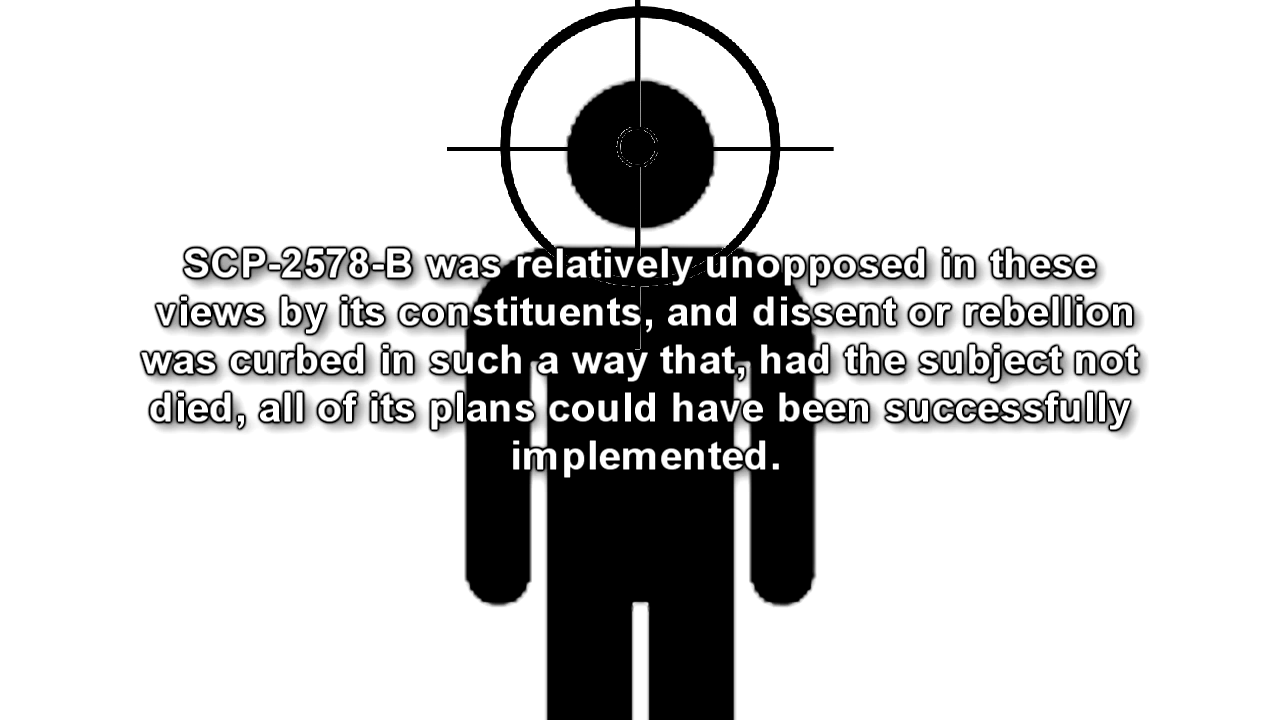 SCP-2578-B was relatively unopposed in these
views by its constituents, and dissent or rebellion
was curbed in such a way that, had the subject not
died, all of its plans could have been successfully
implemented.